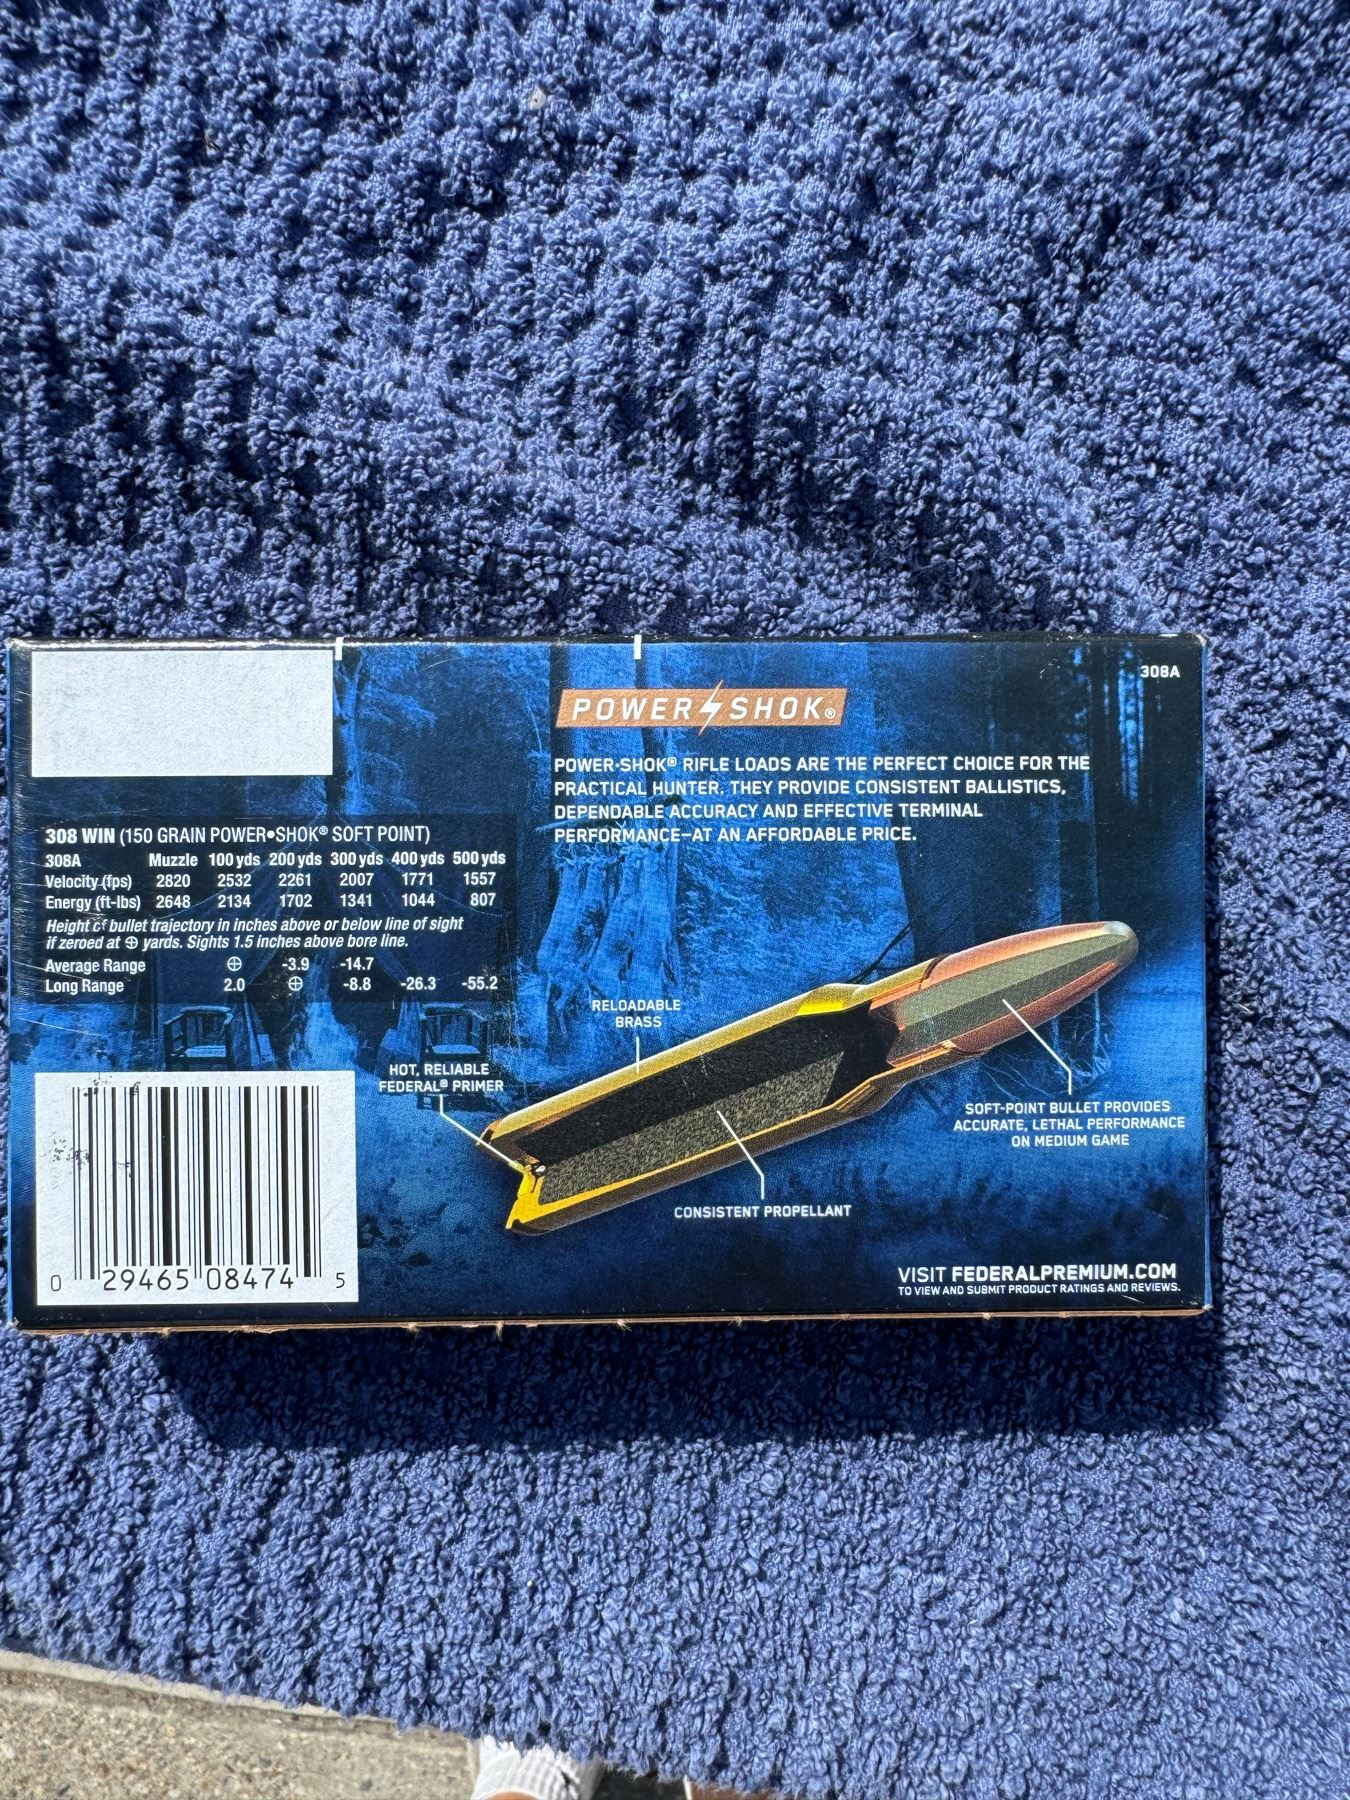 308A
POWER SHOK®
POWER•SHOK® RIFLE LOADS ARE THE PERFECT CHOICE FOR THE
PRACTICAL HUNTER. THEY PROVIDE CONSISTENT BALLISTICS,
DEPENDABLE ACCURACY AND EFFECTIVE TERMINAL
PERFORMANCE–AT AN AFFORDABLE PRICE.
308 WIN (150 GRAIN POWER•SHOK® SOFT POINT)
308A Muzzle 100 yds 200 yds 300 yds 400 yds 500 yds
Velocity (fps) 2820 2532 2261 2007 1771 1557
Energy (ft-lbs) 2648 2134 1702 1341 1044 807
Height of bullet trajectory in inches above or below line of sight
if zeroed at ⊕ yards. Sights 1.5 inches above bore line.
Average Range ⊕ -3.9 -14.7
Long Range 2.0 ⊕ -8.8 -26.3 -55.2
RELOADABLE
BRASS
HOT, RELIABLE
FEDERAL® PRIMER
SOFT-POINT BULLET PROVIDES
ACCURATE, LETHAL PERFORMANCE
ON MEDIUM GAME
CONSISTENT PROPELLANT
0 29465 08474 5
VISIT FEDERALPREMIUM.COM
TO VIEW AND SUBMIT PRODUCT RATINGS AND REVIEWS.